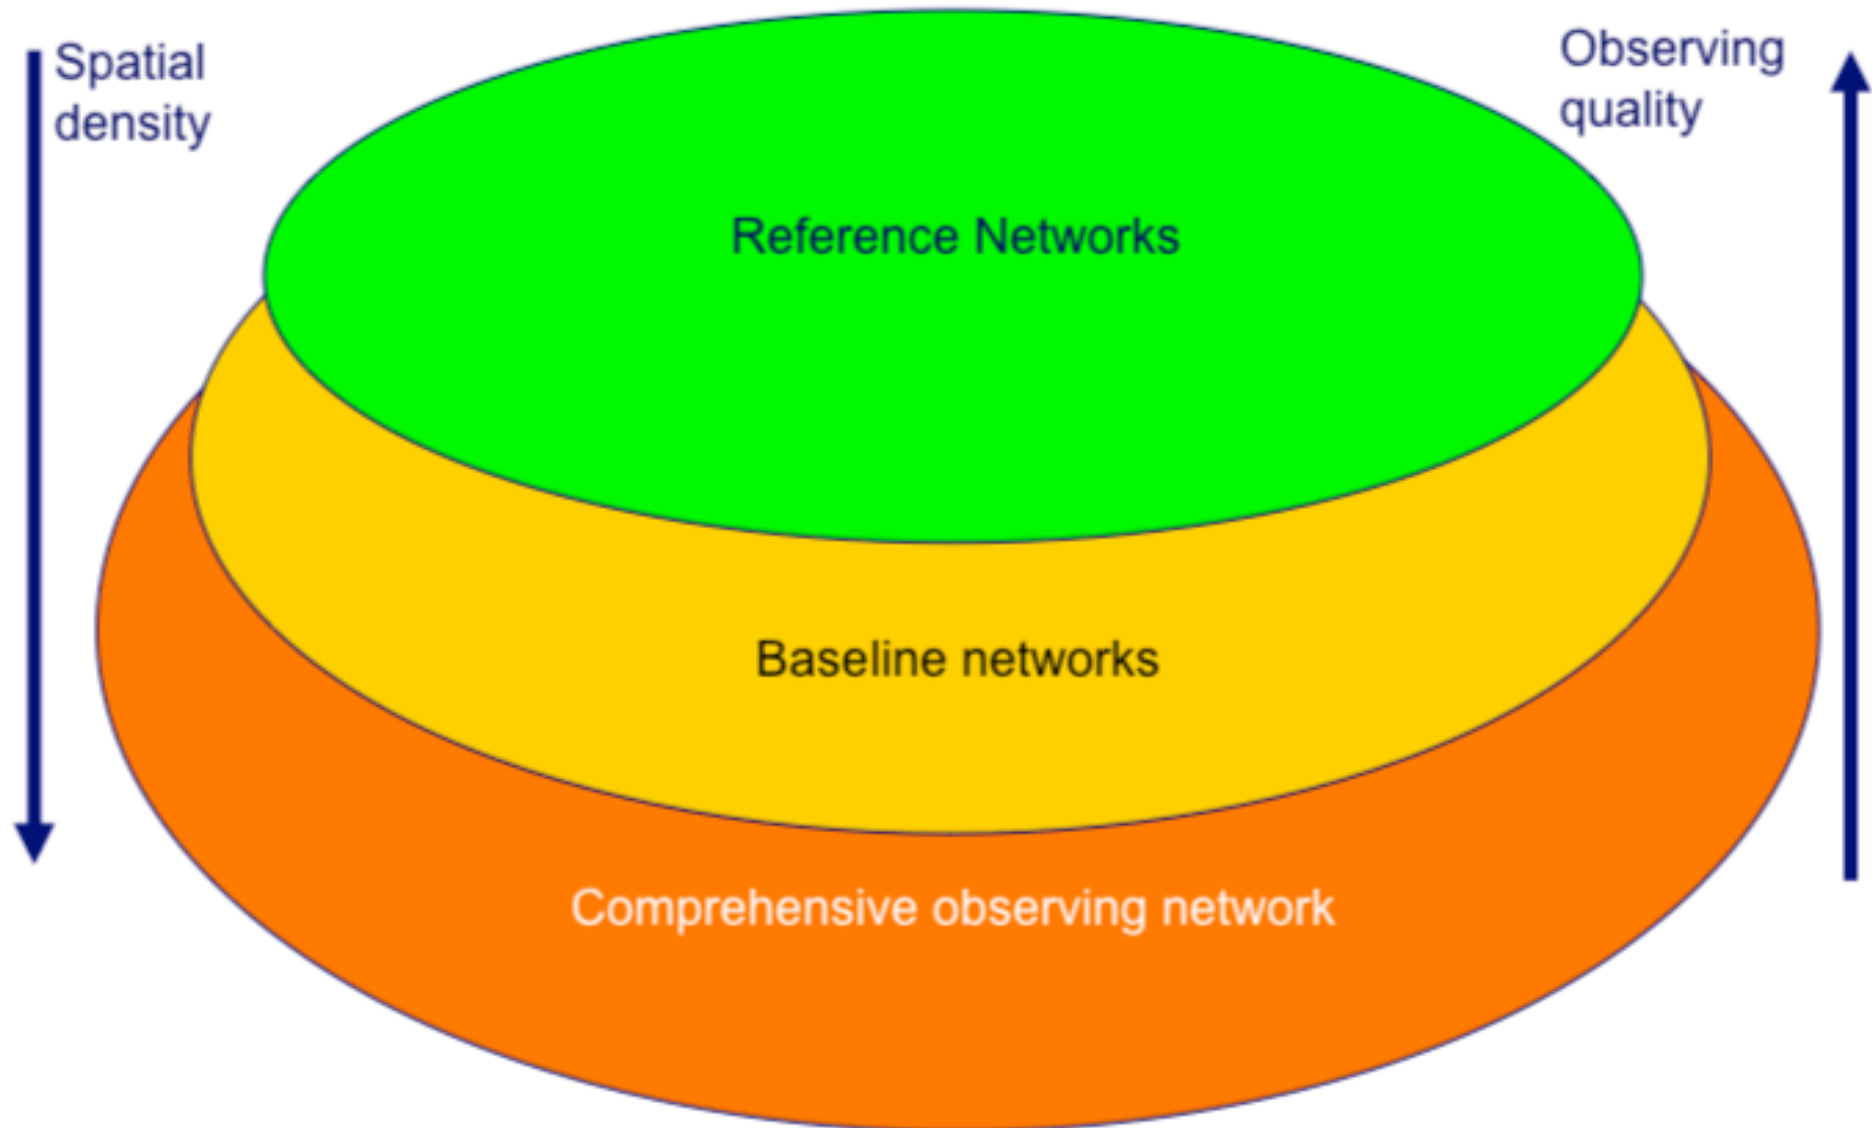 Spatial
density
Observing
quality
Reference Networks
Baseline networks
Comprehensive observing network